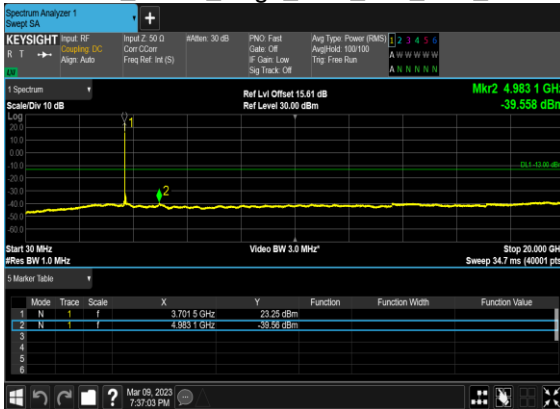 Spectrum Analyzer 1
Swept SA
+
KEYSIGHT Input: RF Input Z: 50 Ω #Atten: 30 dB PNO: Fast Avg Type: Power (RMS) 1 2 3 4 5 6
R T Coupling: DC Corr CCorr Gate: Off Avg|Hold: 100/100 A W W W W W
Align: Auto Freq Ref: Int (S) IF Gain: Low Trig: Free Run
Sig Track: Off A N N N N N
1 Spectrum Ref Lvl Offset 15.61 dB Mkr2 4.983 1 GHz
Scale/Div 10 dB Ref Level 30.00 dBm -39.558 dBm
Log
20.0
10.0
0.00
-10.0
DL1 -13.00 dBm
-20.0
-30.0
-40.0
-50.0
-60.0
1
2
Start 30 MHz Video BW 3.0 MHz* Stop 20.000 GH
#Res BW 1.0 MHz Sweep 34.7 ms (40001 pts
5 Marker Table
Mode Trace Scale X Y Function Function Width Function Value
1 N 1 f 3.701 5 GHz 23.25 dBm
2 N 1 f 4.983 1 GHz -39.56 dBm
3
4
5
6
? Mar 09, 2023
7:37:03 PM